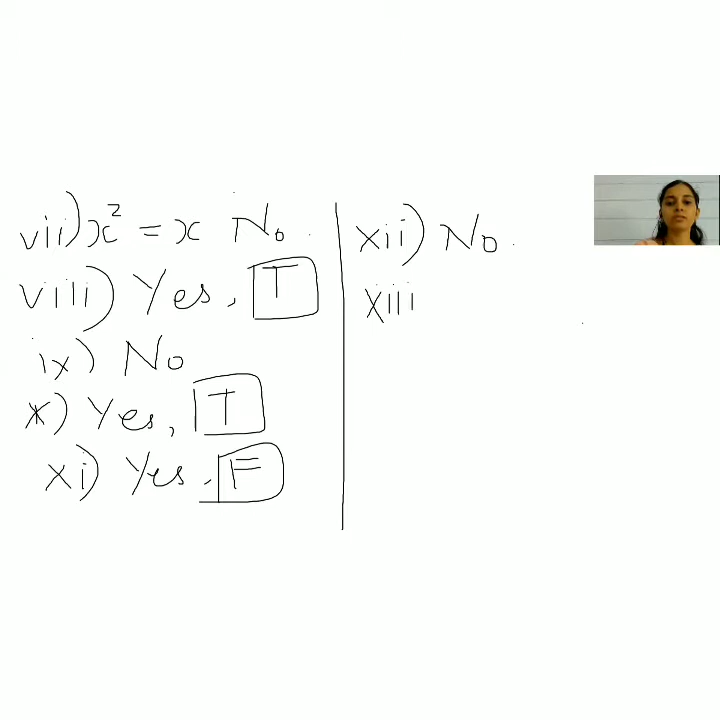 vii) x² = x No.
viii) Yes, T
ix) No
x) Yes, T
xi) Yes, F
xii) No.
xiii